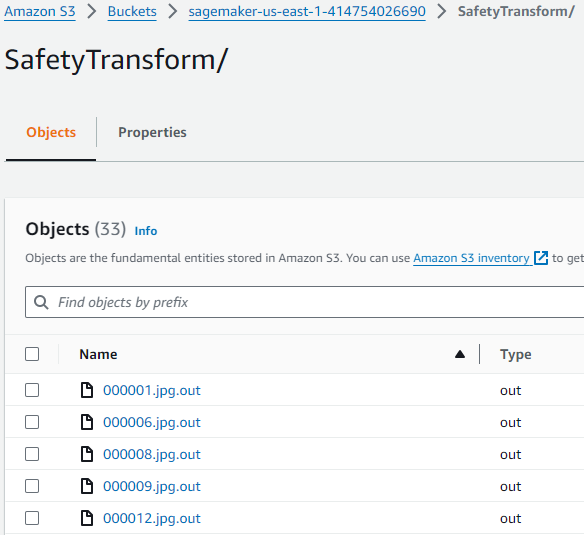 Amazon S3 > Buckets > sagemaker-us-east-1-414754026690 > SafetyTransform/
SafetyTransform/
Objects Properties
Objects (33) Info
Objects are the fundamental entities stored in Amazon S3. You can use Amazon S3 inventory to get
Find objects by prefix
Name Type
000001.jpg.out out
000006.jpg.out out
000008.jpg.out out
000009.jpg.out out
000012.jpg.out out